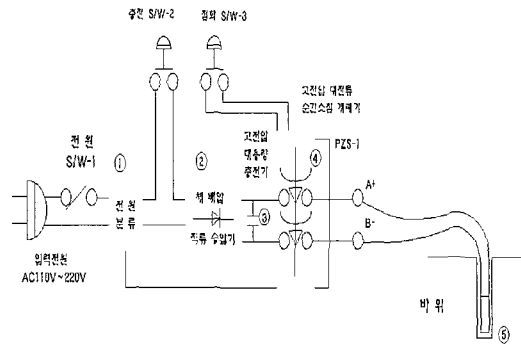 충전 S/W-2
점화 S/W-3
고전압 대전류
순간소침 개폐기
전원
S/W-1
①
②
고전압
대용량
충전기
④
PZS-1
전원
분류
체배압
직류 승압기
③
A+
B-
입력전원
AC110V~220V
바위
⑤